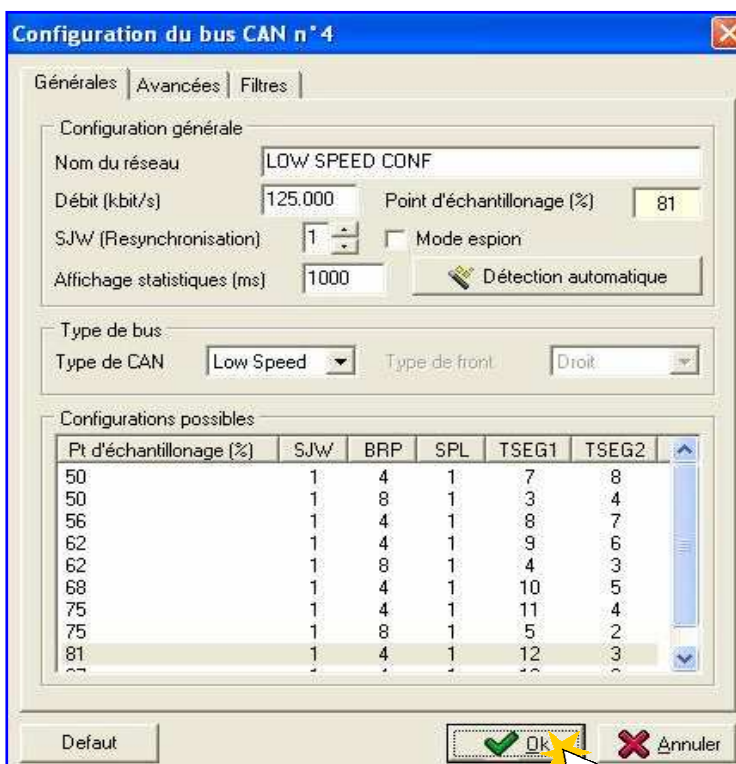 Configuration du bus CAN n°4
Générales Avancées Filtres
Configuration générale
Nom du réseau LOW SPEED CONF
Débit (kbit/s) 125.000 Point d'échantillonage (%) 81
SJW (Resynchronisation) 1 Mode espion
Affichage statistiques (ms) 1000 Détection automatique
Type de bus
Type de CAN Low Speed Type de front Droit
Configurations possibles
Pt d'échantillonage (%) SJW BRP SPL TSEG1 TSEG2
50 1 4 1 7 8
50 1 8 1 3 4
56 1 4 1 8 7
62 1 4 1 9 6
62 1 8 1 4 3
68 1 4 1 10 5
75 1 4 1 11 4
75 1 8 1 5 2
81 1 4 1 12 3
Defaut Ok Annuler